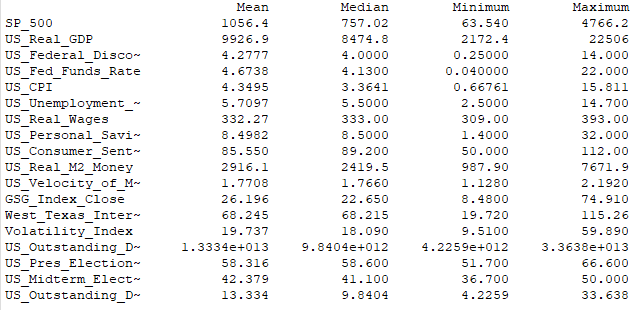 Mean Median Minimum Maximum
SP_500 1056.4 757.02 63.540 4766.2
US_Real_GDP 9926.9 8474.8 2172.4 22506
US_Federal_Disco~ 4.2777 4.0000 0.25000 14.000
US_Fed_Funds_Rate 4.6738 4.1300 0.040000 22.000
US_CPI 4.3495 3.3641 0.66761 15.811
US_Unemployment_~ 5.7097 5.5000 2.5000 14.700
US_Real_Wages 332.27 333.00 309.00 393.00
US_Personal_Savi~ 8.4982 8.5000 1.4000 32.000
US_Consumer_Sent~ 85.550 89.200 50.000 112.00
US_Real_M2_Money 2916.1 2419.5 987.90 7671.9
US_Velocity_of_M~ 1.7708 1.7660 1.1280 2.1920
GSG_Index_Close 26.196 22.650 8.4800 74.910
West_Texas_Inter~ 68.245 68.215 19.720 115.26
Volatility_Index 19.737 18.090 9.5100 59.890
US_Outstanding_D~ 1.3334e+013 9.8404e+012 4.2259e+012 3.3638e+013
US_Pres_Election~ 58.316 58.600 51.700 66.600
US_Midterm_Elect~ 42.379 41.100 36.700 50.000
US_Outstanding_D~ 13.334 9.8404 4.2259 33.638